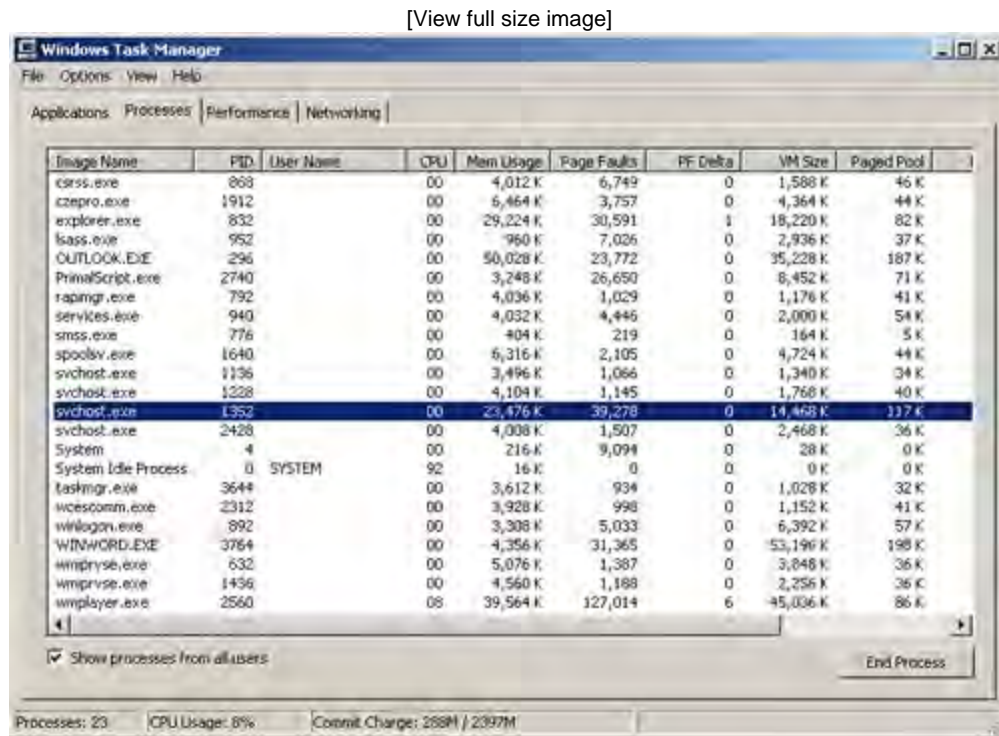 [View full size image]
Windows Task Manager
File Options View Help
Applications Processes Performance Networking
Image Name PID User Name CPU Mem Usage Page Faults PF Delta VM Size Paged Pool
csrss.exe 868 00 4,012 K 6,749 0 1,588 K 46 K
czepro.exe 1912 00 6,464 K 3,757 0 4,364 K 44 K
explorer.exe 832 00 29,224 K 30,591 1 18,220 K 82 K
lsass.exe 952 00 960 K 7,026 0 2,936 K 37 K
OUTLOOK.EXE 296 00 50,028 K 23,772 0 35,228 K 187 K
PrimalScript.exe 2740 00 3,248 K 26,650 0 8,452 K 71 K
rapimgr.exe 792 00 4,036 K 1,029 0 1,176 K 41 K
services.exe 940 00 4,032 K 4,446 0 2,000 K 54 K
smss.exe 776 00 404 K 219 0 164 K 5 K
spoolsv.exe 1640 00 6,316 K 2,105 0 4,724 K 44 K
svchost.exe 1136 00 3,496 K 1,066 0 1,340 K 34 K
svchost.exe 1228 00 4,104 K 1,145 0 1,768 K 40 K
svchost.exe 1352 00 23,476 K 39,278 0 14,468 K 117 K
svchost.exe 2428 00 4,008 K 1,507 0 2,468 K 36 K
System 4 00 216 K 9,094 0 28 K 0 K
System Idle Process 0 SYSTEM 92 16 K 0 0 0 K 0 K
taskmgr.exe 3644 00 3,612 K 934 0 1,028 K 32 K
wcescomm.exe 2312 00 3,928 K 998 0 1,152 K 41 K
winlogon.exe 892 00 3,308 K 5,033 0 6,392 K 57 K
WINWORD.EXE 3764 00 4,356 K 31,365 0 53,196 K 198 K
wmiprvse.exe 632 00 5,076 K 1,387 0 3,848 K 36 K
wmiprvse.exe 1436 00 4,560 K 1,188 0 2,256 K 36 K
wmplayer.exe 2560 08 39,564 K 127,014 6 45,036 K 86 K
Show processes from all users
End Process
Processes: 23 CPU Usage: 8% Commit Charge: 288M / 2397M